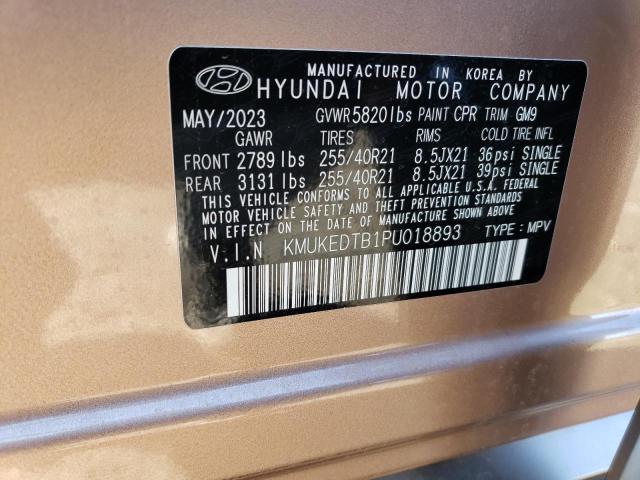 MANUFACTURED IN KOREA BY
HYUNDAI MOTOR COMPANY
MAY/2023 GVWR 5820 lbs PAINT CPR TRIM GM9
GAWR TIRES RIMS COLD TIRE INFL
FRONT 2789 lbs 255/40R21 8.5JX21 36psi SINGLE
REAR 3131 lbs 255/40R21 8.5JX21 39psi SINGLE
THIS VEHICLE CONFORMS TO ALL APPLICABLE U.S.A. FEDERAL
MOTOR VEHICLE SAFETY AND THEFT PREVENTION STANDARDS
IN EFFECT ON THE DATE OF MANUFACTURE SHOWN ABOVE.
V.I.N KMUKEDTB1PU018893 TYPE : MPV